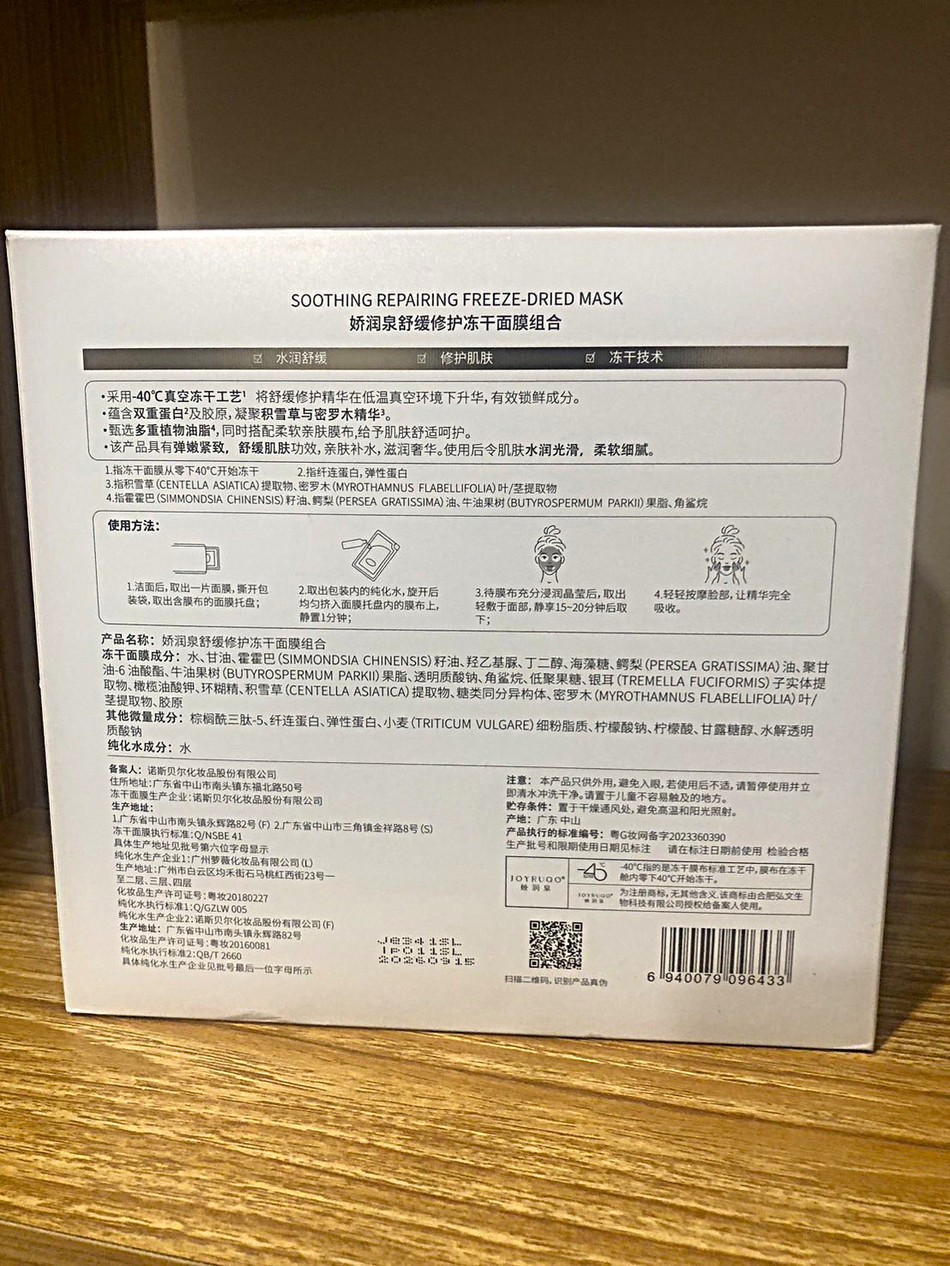 SOOTHING REPAIRING FREEZE-DRIED MASK
娇润泉舒缓修护冻干面膜组合
☑ 水润舒缓 ☑ 修护肌肤 ☑ 冻干技术
•采用-40℃真空冻干工艺¹ 将舒缓修护精华在低温真空环境下升华,有效锁鲜成分。
•蕴含双重蛋白²及胶原,凝聚积雪草与密罗木精华³。
•甄选多重植物油脂⁴,同时搭配柔软亲肤膜布,给予肌肤舒适呵护。
•该产品具有弹嫩紧致,舒缓肌肤功效,亲肤补水,滋润奢华。使用后令肌肤水润光滑,柔软细腻。
1.指冻干面膜从零下40℃开始冻干 2.指纤连蛋白,弹性蛋白
3.指积雪草(CENTELLA ASIATICA)提取物、密罗木(MYROTHAMNUS FLABELLIFOLIA)叶/茎提取物
4.指霍霍巴(SIMMONDSIA CHINENSIS)籽油、鳄梨(PERSEA GRATISSIMA)油、牛油果树(BUTYROSPERMUM PARKII)果脂、角鲨烷
使用方法:
1.洁面后,取出一片面膜,撕开包
装袋,取出含膜布的面膜托盘;
2.取出包装内的纯化水,旋开后
均匀挤入面膜托盘内的膜布上,
静置1分钟;
3.待膜布充分浸润晶莹后,取出
轻敷于面部,静享15~20分钟后取
下;
4.轻轻按摩脸部,让精华完全
吸收。
产品名称:娇润泉舒缓修护冻干面膜组合
冻干面膜成分:水、甘油、霍霍巴(SIMMONDSIA CHINENSIS)籽油、羟乙基脲、丁二醇、海藻糖、鳄梨(PERSEA GRATISSIMA)油、聚甘
油-6 油酸酯、牛油果树(BUTYROSPERMUM PARKII)果脂、透明质酸钠、角鲨烷、低聚果糖、银耳(TREMELLA FUCIFORMIS)子实体提
取物、橄榄油酸钾、环糊精、积雪草(CENTELLA ASIATICA)提取物、糖类同分异构体、密罗木(MYROTHAMNUS FLABELLIFOLIA)叶/
茎提取物、胶原
其他微量成分:棕榈酰三肽-5、纤连蛋白、弹性蛋白、小麦(TRITICUM VULGARE)细粉脂质、柠檬酸钠、柠檬酸、甘露糖醇、水解透明
质酸钠
纯化水成分:水
备案人:诺斯贝尔化妆品股份有限公司
住所地址:广东省中山市南头镇东福北路50号
冻干面膜生产企业:诺斯贝尔化妆品股份有限公司
生产地址:
1.广东省中山市南头镇永辉路82号(F) 2.广东省中山市三角镇金祥路8号(S)
冻干面膜执行标准:Q/NSBE 41
具体生产地址见批号第六位字母显示
纯化水生产企业1:广州萝薇化妆品有限公司(L)
生产地址:广州市白云区均禾街石马桃红西街23号一
至二层、三层、四层
化妆品生产许可证号:粤妆20180227
纯化水执行标准1:Q/GZLW 005
纯化水生产企业2:诺斯贝尔化妆品股份有限公司(F)
生产地址:广东省中山市南头镇永辉路82号
化妆品生产许可证号:粤妆20160081
纯化水执行标准2:QB/T 2660
具体纯化水生产企业见批号最后一位字母所示
20260915
注意:本产品只供外用,避免入眼,若使用后不适,请暂停使用并立
即清水冲洗干净。请置于儿童不容易触及的地方。
贮存条件:置于干燥通风处,避免高温和阳光照射。
产地:广东 中山
产品执行的标准编号:粤G妆网备字2023360390
生产批号和限期使用日期见标注 请在标注日期前使用 检验合格
JOYRUQO®
娇润泉
-40℃指的是冻干膜布标准工艺中,膜布在冻干
舱内零下40℃开始冻干。
JOYRUQO®
娇润泉
为注册商标,无其他含义,该商标由合肥弘文生
物科技有限公司授权给备案人使用。
扫描二维码,识别产品真伪
6 940079 096433